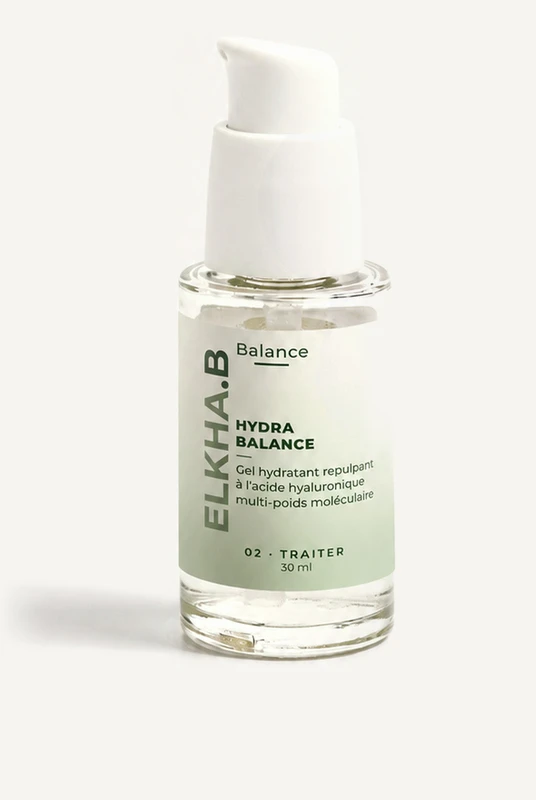 ELKHA.B
Balance
HYDRA
BALANCE
Gel hydratant repulpant
à l'acide hyaluronique
multi-poids moléculaire
02 · TRAITER
30 ml